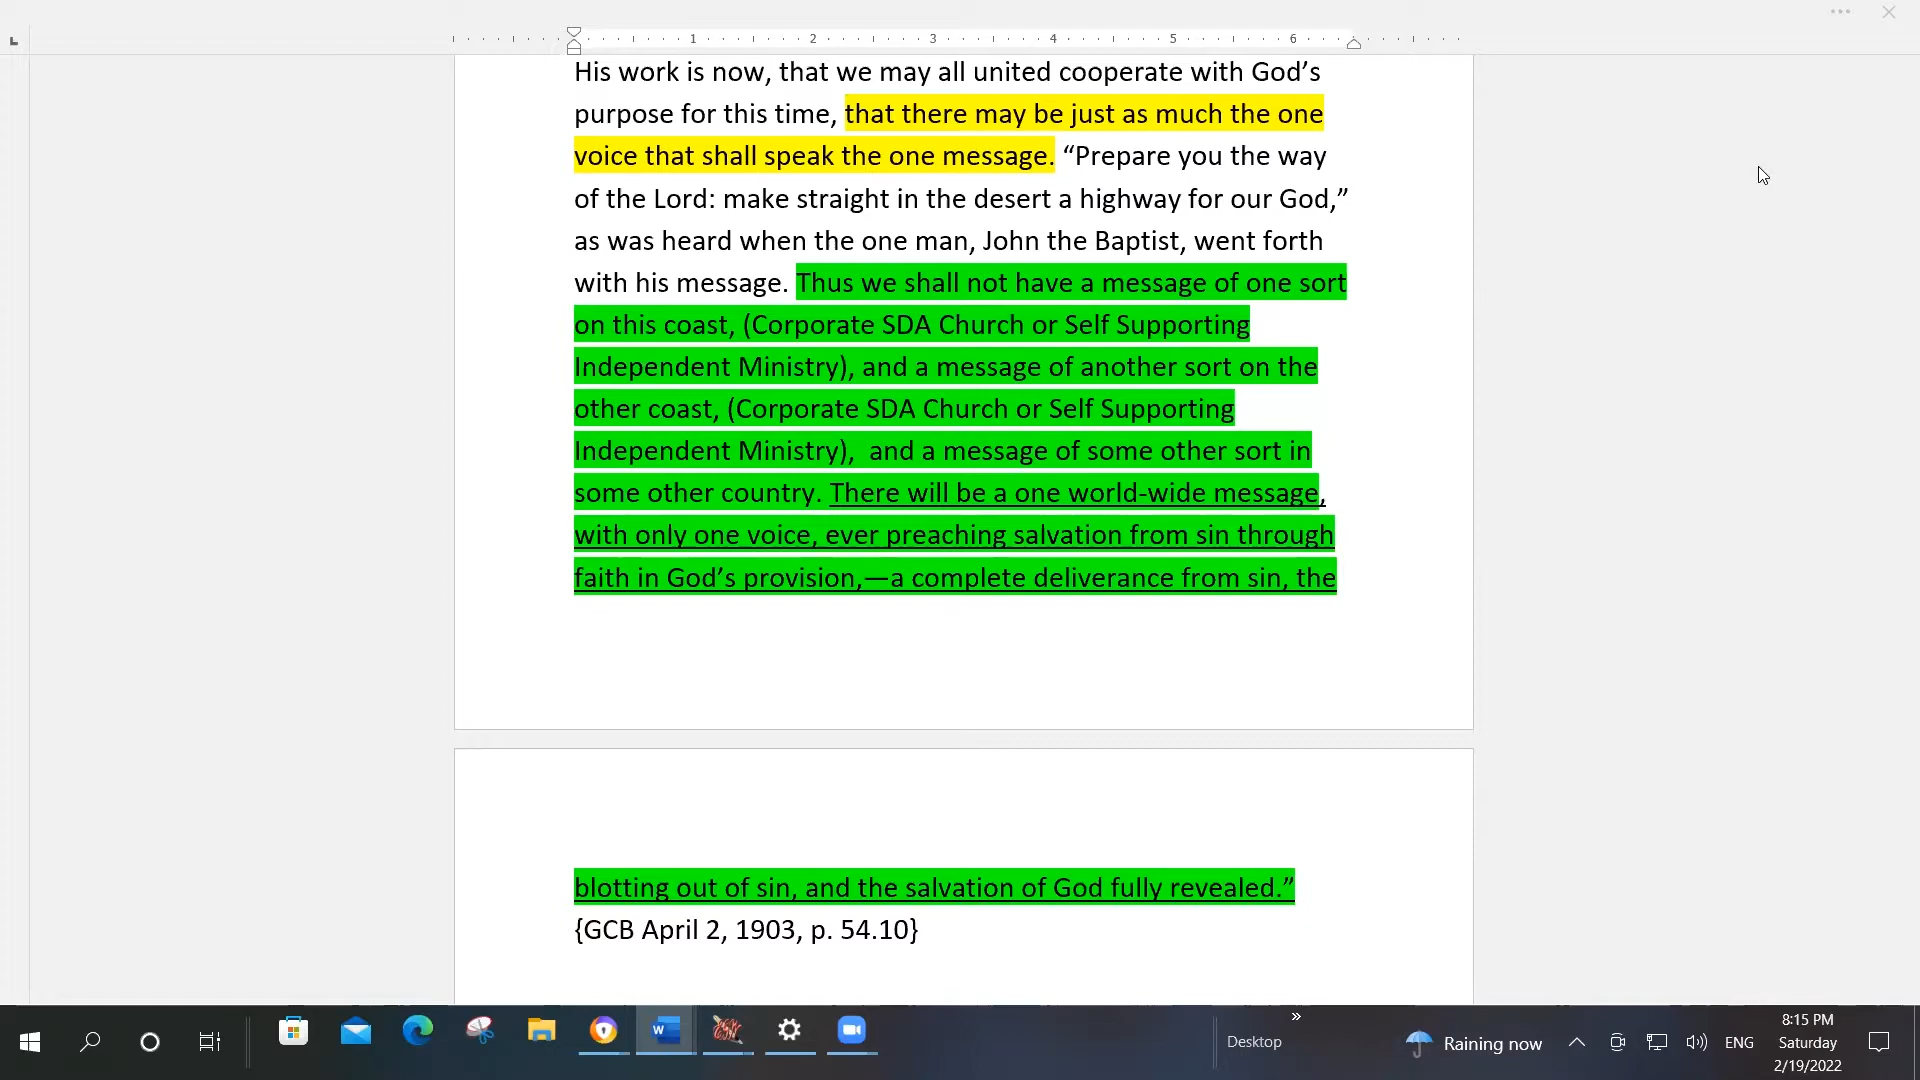 1 2 3 4 5 6
His work is now, that we may all united cooperate with God’s
purpose for this time, that there may be just as much the one
voice that shall speak the one message. “Prepare you the way
of the Lord: make straight in the desert a highway for our God,”
as was heard when the one man, John the Baptist, went forth
with his message. Thus we shall not have a message of one sort
on this coast, (Corporate SDA Church or Self Supporting
Independent Ministry), and a message of another sort on the
other coast, (Corporate SDA Church or Self Supporting
Independent Ministry),  and a message of some other sort in
some other country. There will be a one world-wide message,
with only one voice, ever preaching salvation from sin through
faith in God’s provision,—a complete deliverance from sin, the
blotting out of sin, and the salvation of God fully revealed.”
{GCB April 2, 1903, p. 54.10}
Desktop
»
Raining now
ENG
8:15 PM
Saturday
2/19/2022